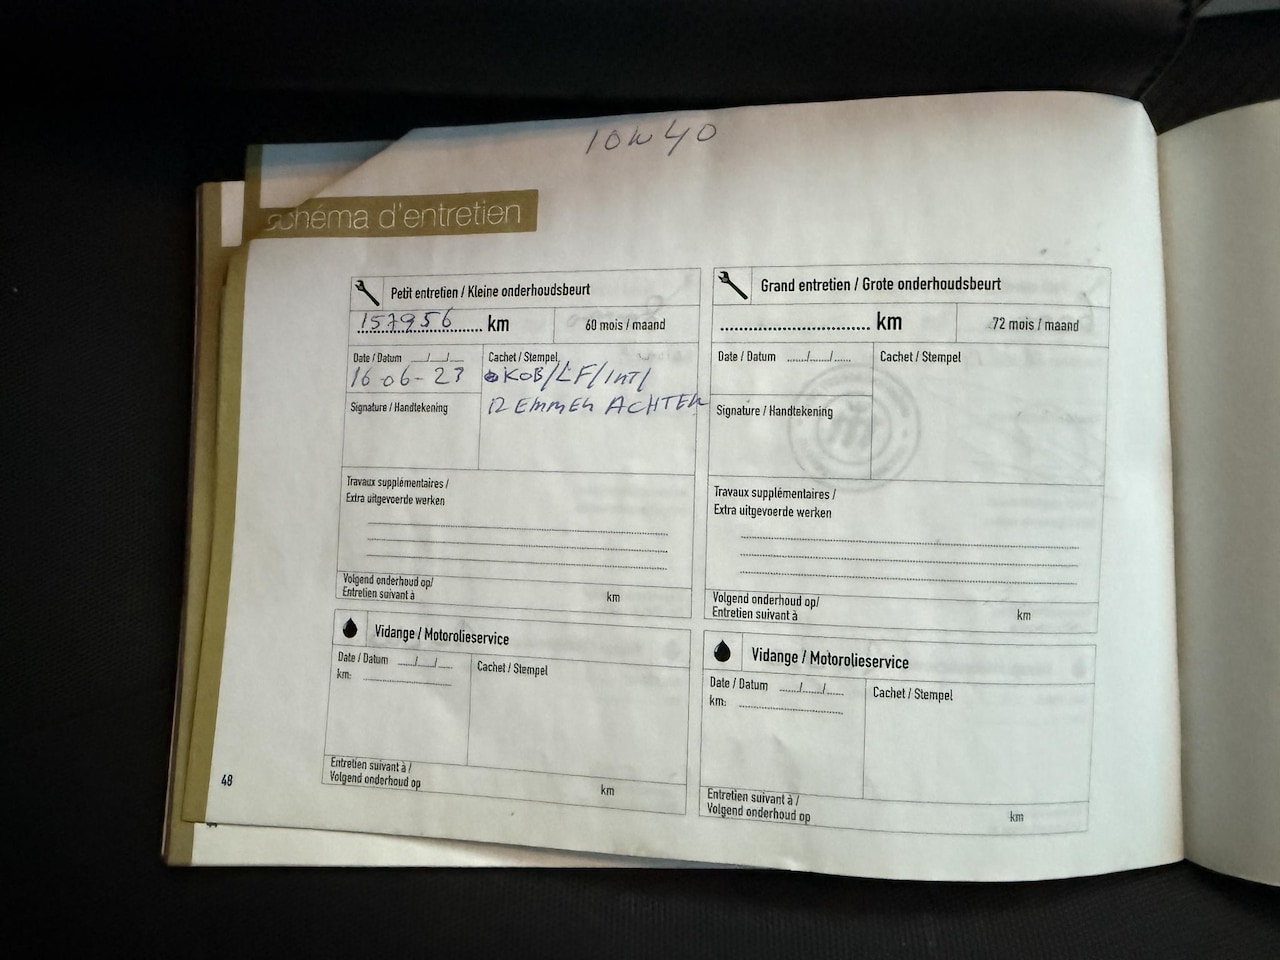 10W40
schéma d'entretien
Petit entretien / Kleine onderhoudsbeurt
157956 km
60 mois / maand
Date / Datum .../.../...
16-06-23
Cachet / Stempel
KOB/LF/INT/
REMMEN ACHTER
Signature / Handtekening
Travaux supplémentaires /
Extra uitgevoerde werken
Volgend onderhoud op/
Entretien suivant à
km
Vidange / Motorolieservice
Date / Datum .../.../...
km:
Cachet / Stempel
Entretien suivant à /
Volgend onderhoud op
km
48
Grand entretien / Grote onderhoudsbeurt
km
72 mois / maand
Date / Datum .../.../...
Cachet / Stempel
Signature / Handtekening
Travaux supplémentaires /
Extra uitgevoerde werken
Volgend onderhoud op/
Entretien suivant à
km
Vidange / Motorolieservice
Date / Datum .../.../...
km:
Cachet / Stempel
Entretien suivant à /
Volgend onderhoud op
km